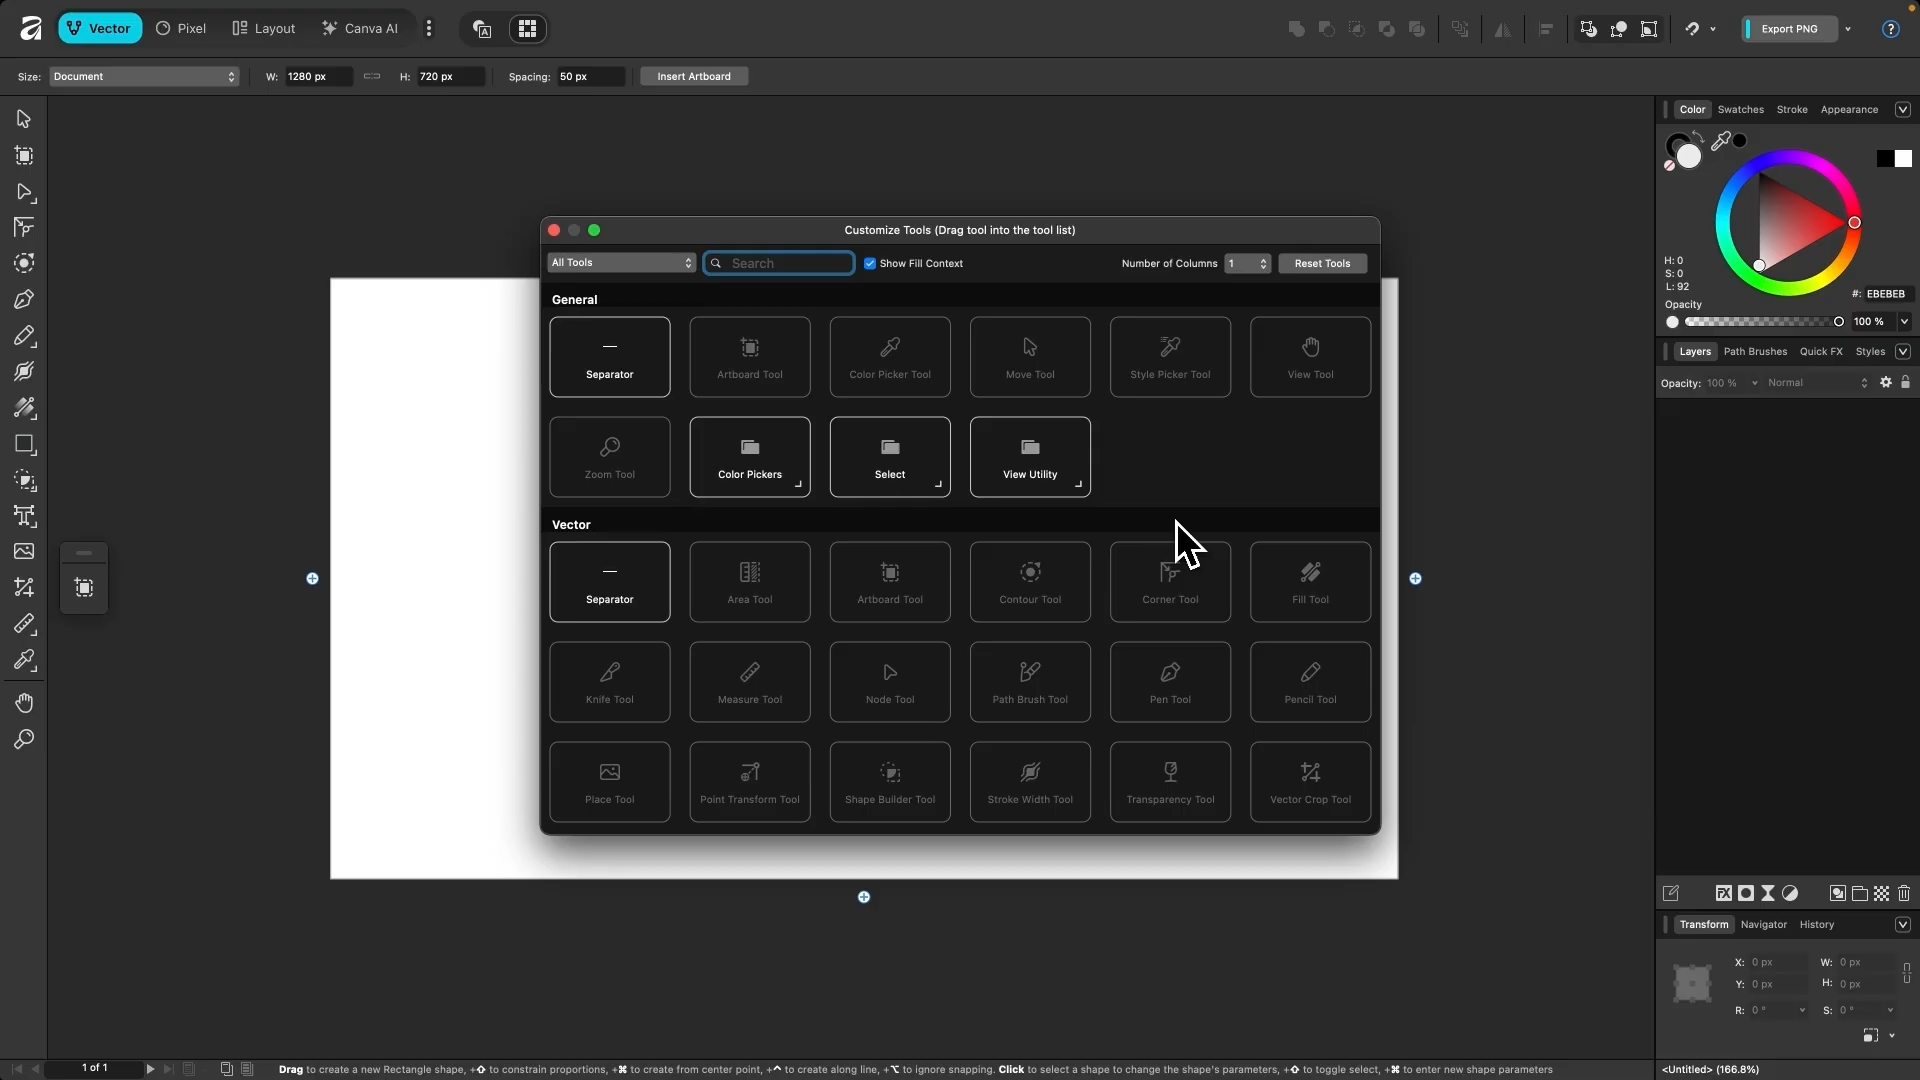 Vector
Pixel
Layout
Canva AI
Export PNG
?
Size: Document
W: 1280 px
H: 720 px
Spacing: 50 px
Insert Artboard
Color Swatches Stroke Appearance
H: 0
S: 0
L: 92
#: EBEBEB
Opacity
100 %
Layers Path Brushes Quick FX Styles
Opacity: 100 % Normal
Customize Tools (Drag tool into the tool list)
All Tools
Search
Show Fill Context
Number of Columns 1
Reset Tools
General
Separator
Artboard Tool
Color Picker Tool
Move Tool
Style Picker Tool
View Tool
Zoom Tool
Color Pickers
Select
View Utility
Vector
Separator
Area Tool
Artboard Tool
Contour Tool
Corner Tool
Fill Tool
Knife Tool
Measure Tool
Node Tool
Path Brush Tool
Pen Tool
Pencil Tool
Place Tool
Point Transform Tool
Shape Builder Tool
Stroke Width Tool
Transparency Tool
Vector Crop Tool
FX
Transform Navigator History
X: 0 px
W: 0 px
Y: 0 px
H: 0 px
R: 0 °
S: 0 °
1 of 1
Drag to create a new Rectangle shape, +⇧ to constrain proportions, +⌘ to create from center point, +⌃ to create along line, +⌥ to ignore snapping. Click to select a shape to change the shape's parameters, +⇧ to toggle select, +⌘ to enter new shape parameters
<Untitled> (166.8%)